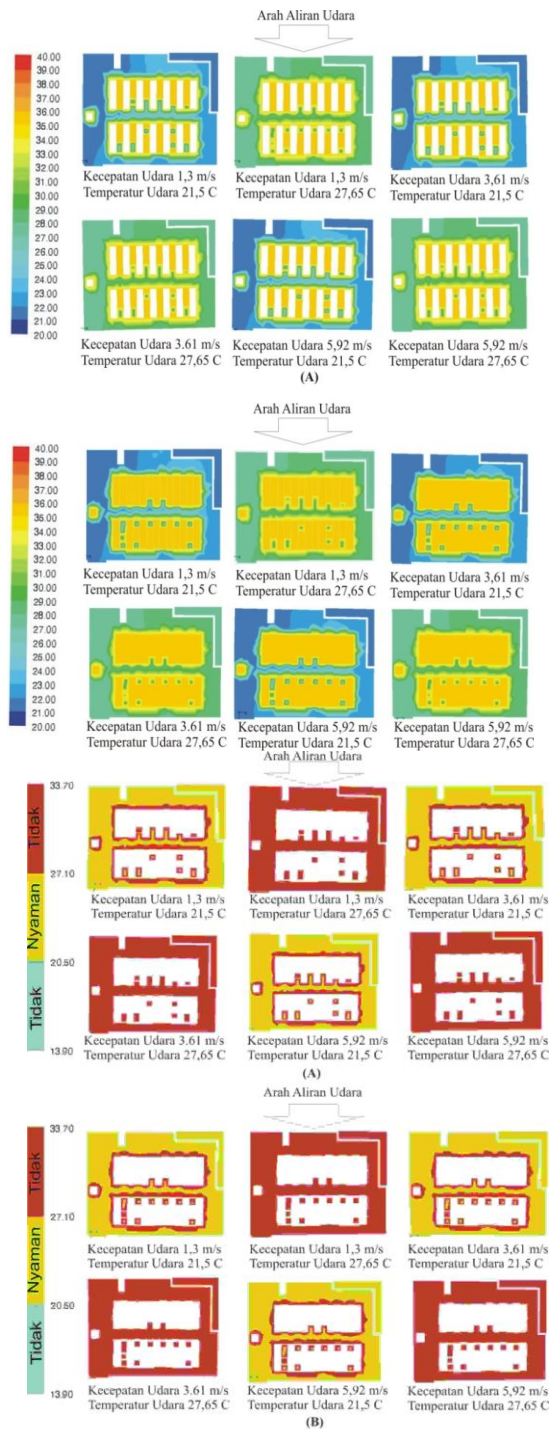 Arah Aliran Udara
40.00
39.00
37.00
36.00
35.00
34.00
33.00
32.00
31.00
30.00
29.00
28.00
27.00
26.00
24.00
23.00
22.00
21.00
20.00
Kecepatan Udara 1,3 m/s
Temperatur Udara 21,5 C
Kecepatan Udara 1,3 m/s
Temperatur Udara 27,65 C
Kecepatan Udara 3,61 m/s
Temperatur Udara 21,5 C
Kecepatan Udara 3.61 m/s
Temperatur Udara 27,65 C
Kecepatan Udara 5,92 m/s
Temperatur Udara 21,5 C
Kecepatan Udara 5,92 m/s
Temperatur Udara 27,65 C
(A)
Arah Aliran Udara
40.00
39.00
37.00
36.00
35.00
34.00
33.00
32.00
31.00
30.00
29.00
28.00
27.00
26.00
24.00
23.00
22.00
21.00
20.00
Kecepatan Udara 1,3 m/s
Temperatur Udara 21,5 C
Kecepatan Udara 1,3 m/s
Temperatur Udara 27,65 C
Kecepatan Udara 3,61 m/s
Temperatur Udara 21,5 C
Kecepatan Udara 3.61 m/s
Temperatur Udara 27,65 C
Kecepatan Udara 5,92 m/s
Temperatur Udara 21,5 C
Kecepatan Udara 5,92 m/s
Temperatur Udara 27,65 C
Arah Aliran Udara
33.70
Tidak
27.10
Nyaman
20.50
Tidak
13.90
Kecepatan Udara 1,3 m/s
Temperatur Udara 21,5 C
Kecepatan Udara 1,3 m/s
Temperatur Udara 27,65 C
Kecepatan Udara 3,61 m/s
Temperatur Udara 21,5 C
Kecepatan Udara 3.61 m/s
Temperatur Udara 27,65 C
Kecepatan Udara 5,92 m/s
Temperatur Udara 21,5 C
Kecepatan Udara 5,92 m/s
Temperatur Udara 27,65 C
(A)
Arah Aliran Udara
33.70
Tidak
27.10
Nyaman
20.50
Tidak
13.90
Kecepatan Udara 1,3 m/s
Temperatur Udara 21,5 C
Kecepatan Udara 1,3 m/s
Temperatur Udara 27,65 C
Kecepatan Udara 3,61 m/s
Temperatur Udara 21,5 C
Kecepatan Udara 3.61 m/s
Temperatur Udara 27,65 C
Kecepatan Udara 5,92 m/s
Temperatur Udara 21,5 C
Kecepatan Udara 5,92 m/s
Temperatur Udara 27,65 C
(B)